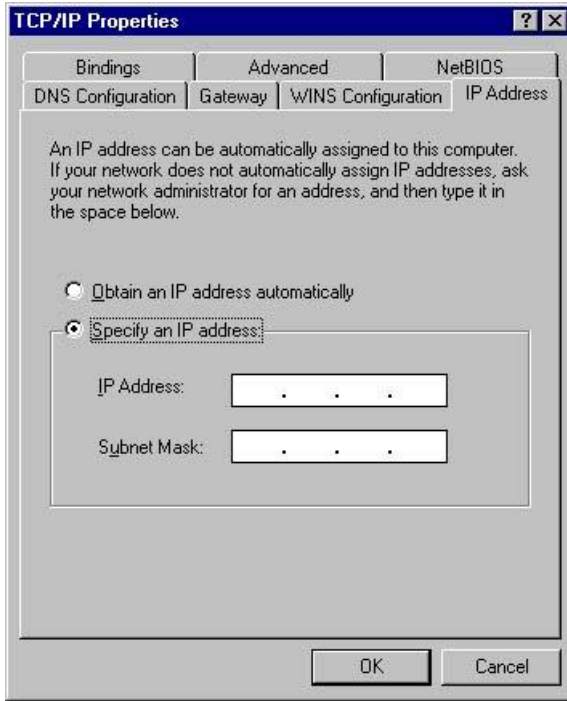 TCP/IP Properties
Bindings Advanced NetBIOS
DNS Configuration Gateway WINS Configuration IP Address
An IP address can be automatically assigned to this computer.
If your network does not automatically assign IP addresses, ask
your network administrator for an address, and then type it in
the space below.
Obtain an IP address automatically
Specify an IP address:
IP Address: . . .
Subnet Mask: . . .
OK Cancel